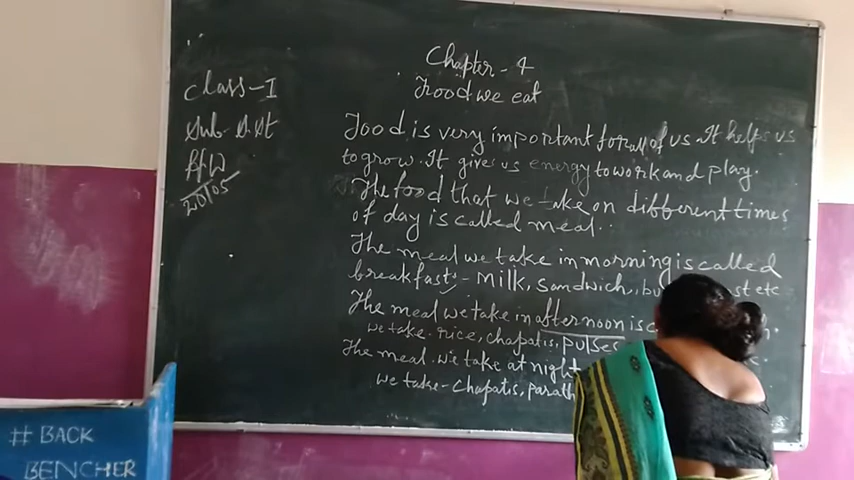 Class-I
Sub-S.St
H/W
20/05
Chapter-4
Food we eat
Food is very important for all of us. It helps us
to grow. It gives us energy to work and play.
The food that we take on different times
of day is called meal.
The meal we take in morning is called
breakfast - Milk, sandwich, etc
The meal we take in afternoon is
we take rice, chapatis, pulses
The meal we take at night
we take - chapatis,
#BACK
BENCHER